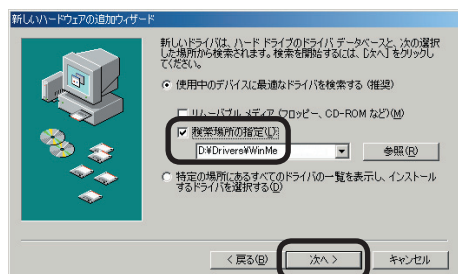 新しいハードウェアの追加ウィザード
新しいドライバは、ハード ドライブのドライバ データベースと、次の選択
した場所から検索されます。検索を開始するには、[次へ] をクリックし
てください。
使用中のデバイスに最適なドライバを検索する (推奨)
リムーバブル メディア (フロッピー、CD-ROM など)(M)
検索場所の指定(L):
D:¥Drivers¥WinMe
参照(R)
特定の場所にあるすべてのドライバの一覧を表示し、インストール
するドライバを選択する(D)
< 戻る(B)
次へ >
キャンセル